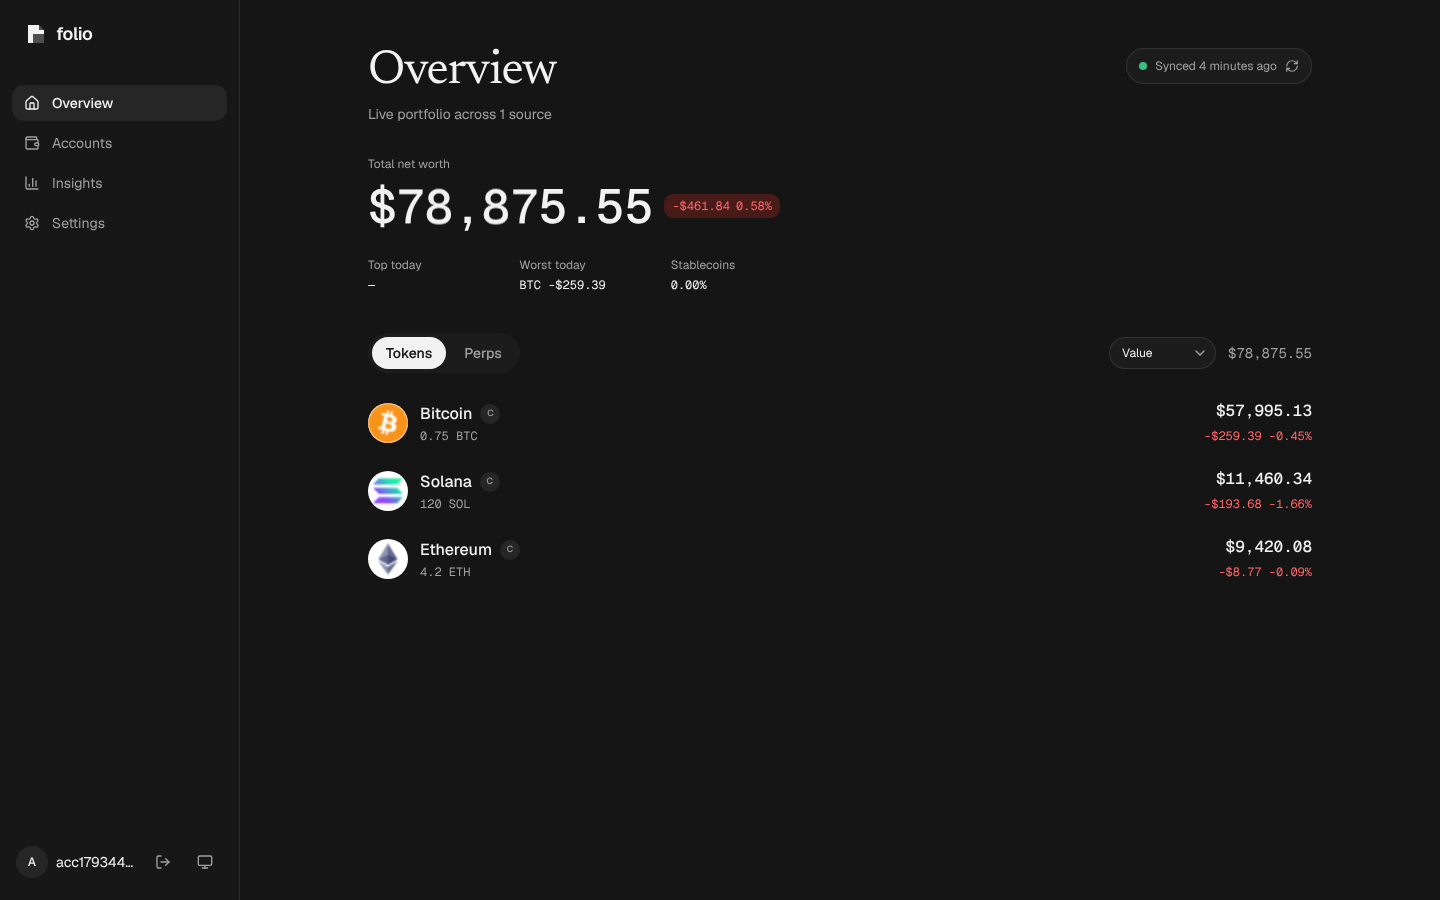 folio
Overview
Accounts
Insights
Settings
A
acc179344...
Overview
Synced 4 minutes ago
Live portfolio across 1 source
Total net worth
$78,875.55 -$461.84 0.58%
Top today Worst today Stablecoins
— BTC -$259.39 0.00%
Tokens Perps Value $78,875.55
Bitcoin C $57,995.13
0.75 BTC -$259.39 -0.45%
Solana C $11,460.34
120 SOL -$193.68 -1.66%
Ethereum C $9,420.08
4.2 ETH -$8.77 -0.09%